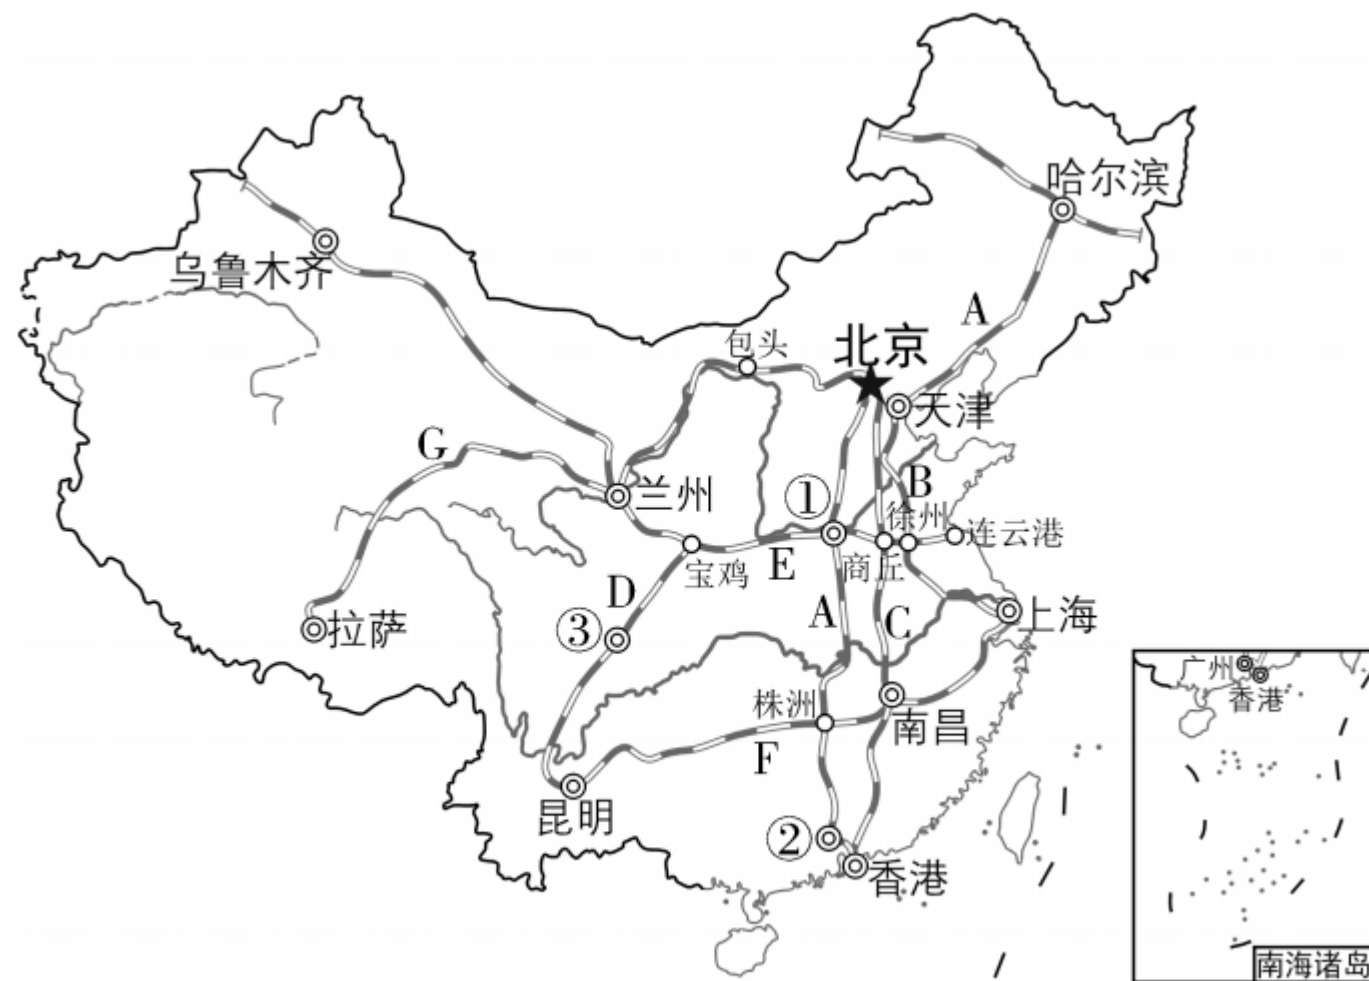 哈尔滨
乌鲁木齐
A
包头
北京
天津
G
B
兰州
①
徐州
连云港
宝鸡
E
商丘
D
A
C
③
上海
拉萨
株洲
南昌
F
昆明
②
香港
广州
香港
南海诸岛